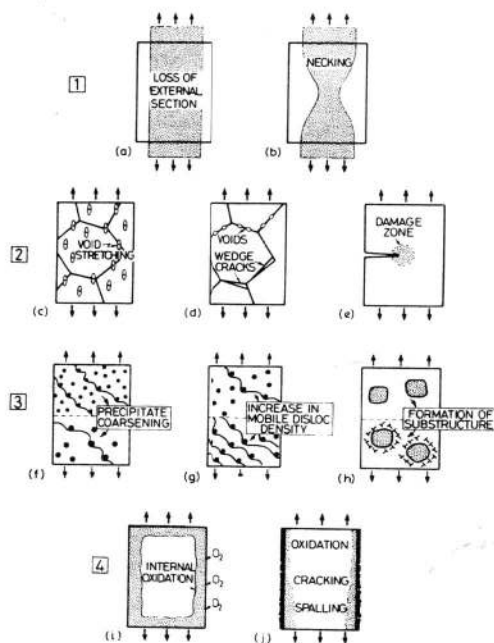 1
LOSS OF
EXTERNAL
SECTION
(a)
NECKING
(b)
2
VOID
STRETCHING
(c)
VOIDS
WEDGE
CRACKS
(d)
DAMAGE
ZONE
(e)
3
PRECIPITATE
COARSENING
(f)
INCREASE IN
MOBILE DISLOC
DENSITY
(g)
FORMATION OF
SUBSTRUCTURE
(h)
4
INTERNAL
OXIDATION
O2
O2
O2
(i)
OXIDATION
CRACKING
SPALLING
(j)